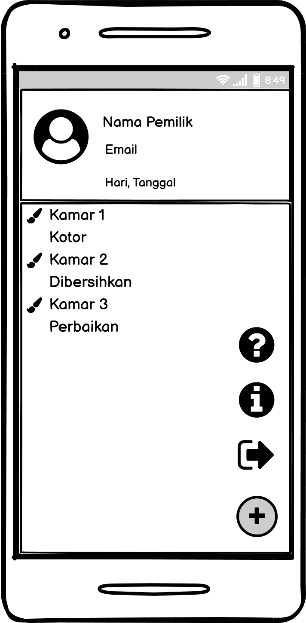 8:49
Nama Pemilik
Email
Hari, Tanggal
Kamar 1
Kotor
Kamar 2
Dibersihkan
Kamar 3
Perbaikan